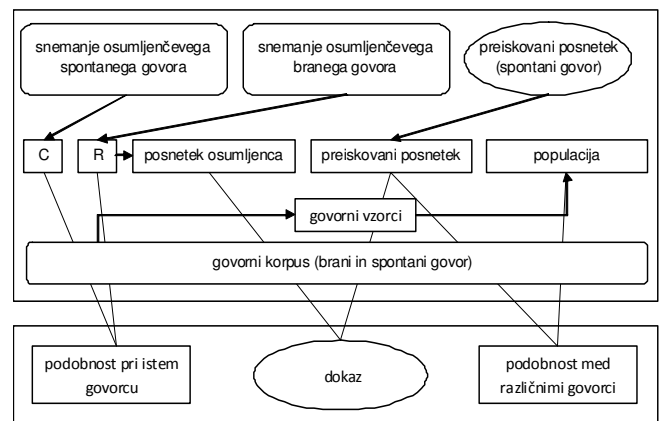 snemanje osumljenčevega
spontanega govora
snemanje osumljenčevega
branega govora
preiskovani posnetek
(spontani govor)
C
R
posnetek osumljenca
preiskovani posnetek
populacija
govorni vzorci
govorni korpus (brani in spontani govor)
podobnost pri istem
govorcu
dokaz
podobnost med
različnimi govorci